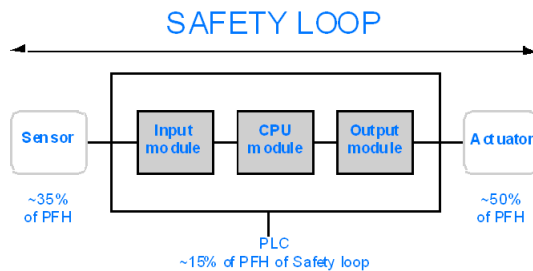 SAFETY LOOP
Sensor
Input
module
CPU
module
Output
module
Actuator
~35%
of PFH
~50%
of PFH
PLC
~15% of PFH of Safety loop